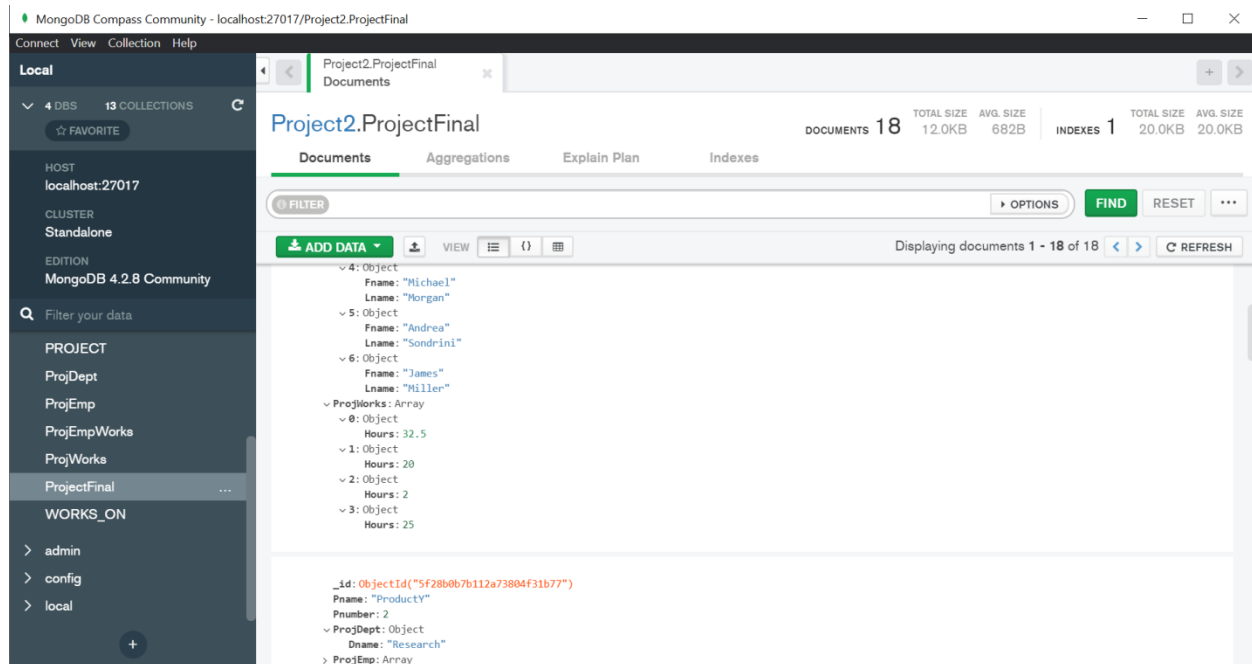 MongoDB Compass Community - localhost:27017/Project2.ProjectFinal
Connect View Collection Help
Local
4 DBS 13 COLLECTIONS
FAVORITE
HOST
localhost:27017
CLUSTER
Standalone
EDITION
MongoDB 4.2.8 Community
Filter your data
PROJECT
ProjDept
ProjEmp
ProjEmpWorks
ProjWorks
ProjectFinal ...
WORKS_ON
admin
config
local
+
Project2.ProjectFinal
Documents
+
Project2.ProjectFinal
DOCUMENTS 18 TOTAL SIZE 12.0KB AVG. SIZE 682B INDEXES 1 TOTAL SIZE 20.0KB AVG. SIZE 20.0KB
Documents Aggregations Explain Plan Indexes
FILTER OPTIONS FIND RESET ...
ADD DATA VIEW {} Displaying documents 1 - 18 of 18 < > REFRESH
4: Object
Fname: "Michael"
Lname: "Morgan"
5: Object
Fname: "Andrea"
Lname: "Sondrini"
6: Object
Fname: "James"
Lname: "Miller"
ProjWorks: Array
0: Object
Hours: 32.5
1: Object
Hours: 20
2: Object
Hours: 2
3: Object
Hours: 25
_id: ObjectId("5f28b0b7b112a73804f31b77")
Pname: "ProductY"
Pnumber: 2
ProjDept: Object
Dname: "Research"
ProjEmp: Array